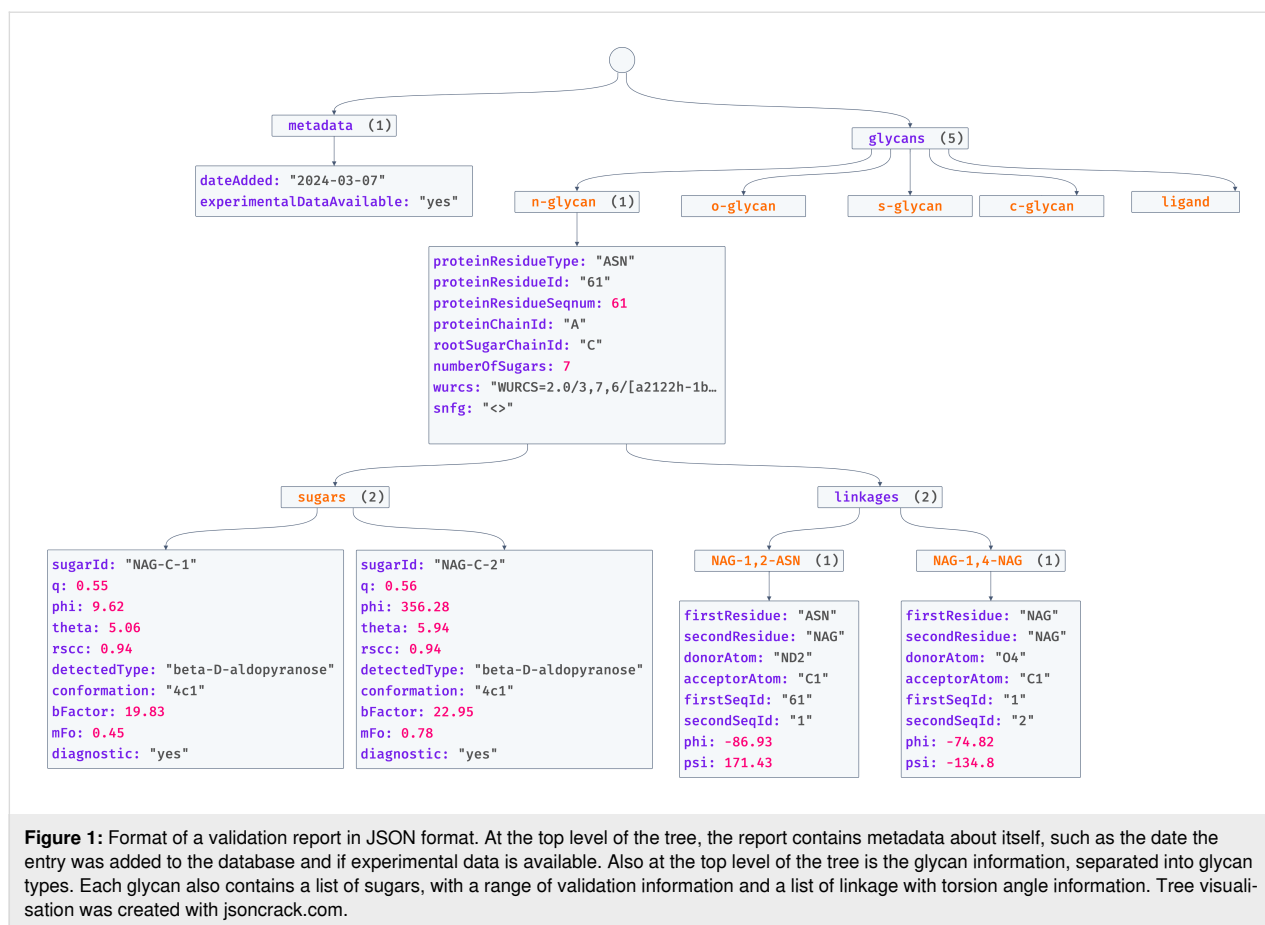 metadata (1)
glycans (5)
dateAdded: "2024-03-07"
experimentalDataAvailable: "yes"
n-glycan (1)
o-glycan
s-glycan
c-glycan
ligand
proteinResidueType: "ASN"
proteinResidueId: "61"
proteinResidueSeqnum: 61
proteinChainId: "A"
rootSugarChainId: "C"
numberOfSugars: 7
wurcs: "WURCS=2.0/3,7,6/[a2122h-1b…
snfg: "<>"
sugars (2)
linkages (2)
sugarId: "NAG-C-1"
q: 0.55
phi: 9.62
theta: 5.06
rscc: 0.94
detectedType: "beta-D-aldopyranose"
conformation: "4c1"
bFactor: 19.83
mFo: 0.45
diagnostic: "yes"
sugarId: "NAG-C-2"
q: 0.56
phi: 356.28
theta: 5.94
rscc: 0.94
detectedType: "beta-D-aldopyranose"
conformation: "4c1"
bFactor: 22.95
mFo: 0.78
diagnostic: "yes"
NAG-1,2-ASN (1)
NAG-1,4-NAG (1)
firstResidue: "ASN"
secondResidue: "NAG"
donorAtom: "ND2"
acceptorAtom: "C1"
firstSeqId: "61"
secondSeqId: "1"
phi: -86.93
psi: 171.43
firstResidue: "NAG"
secondResidue: "NAG"
donorAtom: "O4"
acceptorAtom: "C1"
firstSeqId: "1"
secondSeqId: "2"
phi: -74.82
psi: -134.8
Figure 1: Format of a validation report in JSON format. At the top level of the tree, the report contains metadata about itself, such as the date the
entry was added to the database and if experimental data is available. Also at the top level of the tree is the glycan information, separated into glycan
types. Each glycan also contains a list of sugars, with a range of validation information and a list of linkage with torsion angle information. Tree visuali-
sation was created with jsoncrack.com.